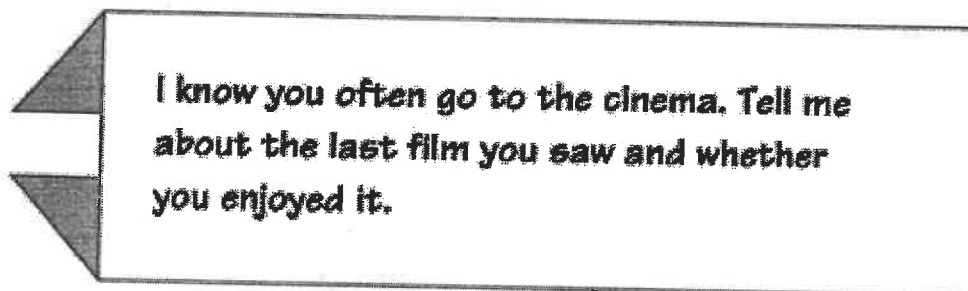 I know you often go to the cinema. Tell me
about the last film you saw and whether
you enjoyed it.